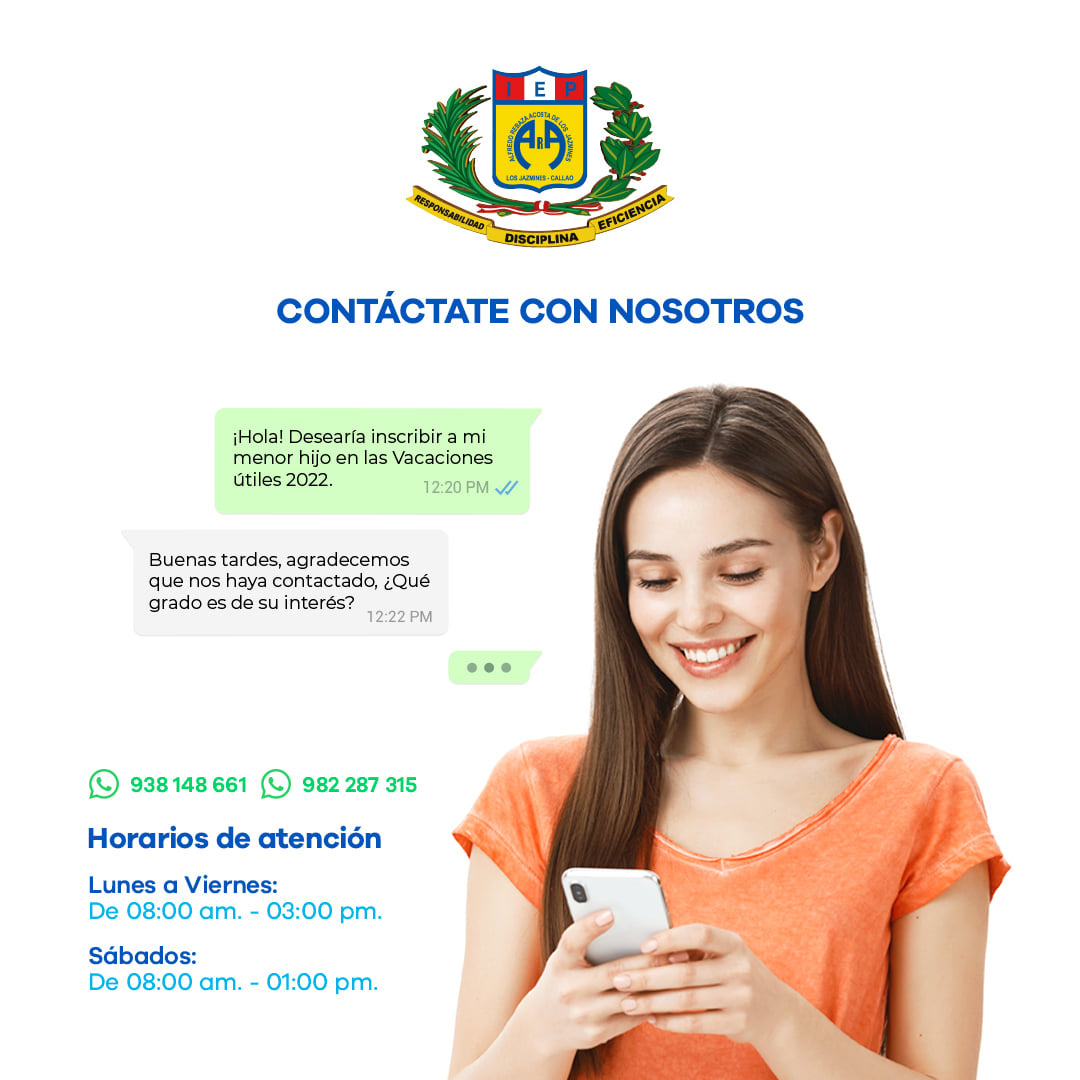 I E P
ALFREDO REBAZA ACOSTA DE LOS JAZMINES
ARA
LOS JAZMINES - CALLAO
RESPONSABILIDAD
DISCIPLINA
EFICIENCIA
CONTÁCTATE CON NOSOTROS
¡Hola! Desearía inscribir a mi
menor hijo en las Vacaciones
útiles 2022.
12:20 PM
Buenas tardes, agradecemos
que nos haya contactado, ¿Qué
grado es de su interés?
12:22 PM
938 148 661 982 287 315
Horarios de atención
Lunes a Viernes:
De 08:00 am. - 03:00 pm.
Sábados:
De 08:00 am. - 01:00 pm.